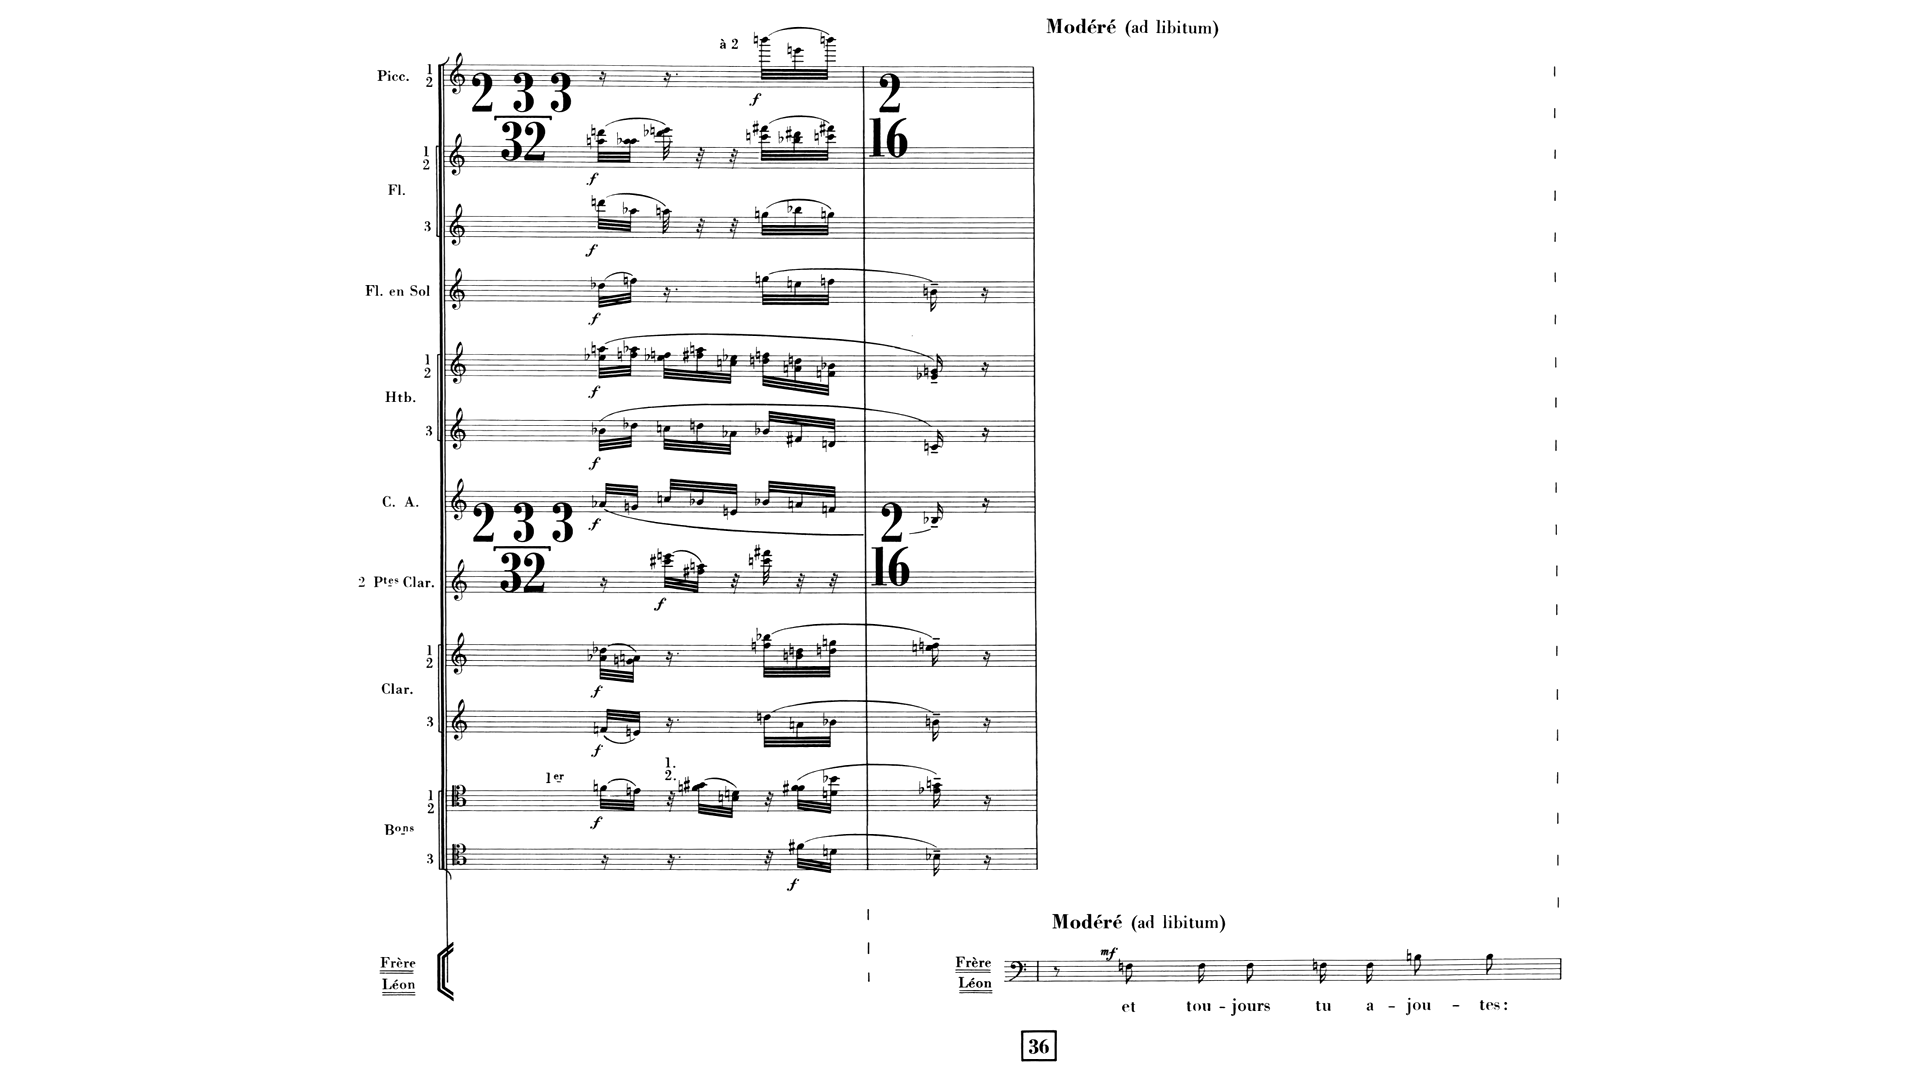 Modéré (ad libitum)
à 2
Picc. 1 2
2 3 3
32
2
16
f
1 2
f
Fl.
3
f
Fl. en Sol
f
1 2
f
Htb.
3
f
C. A.
f
2 3 3
32
2
16
2 Ptes Clar.
f
1 2
f
Clar.
3
f
1er
1.
2.
1 2
f
Bons
3
f
Modéré (ad libitum)
mf
Frère
Léon
Frère
Léon
et tou - jours tu a - jou - tes:
36